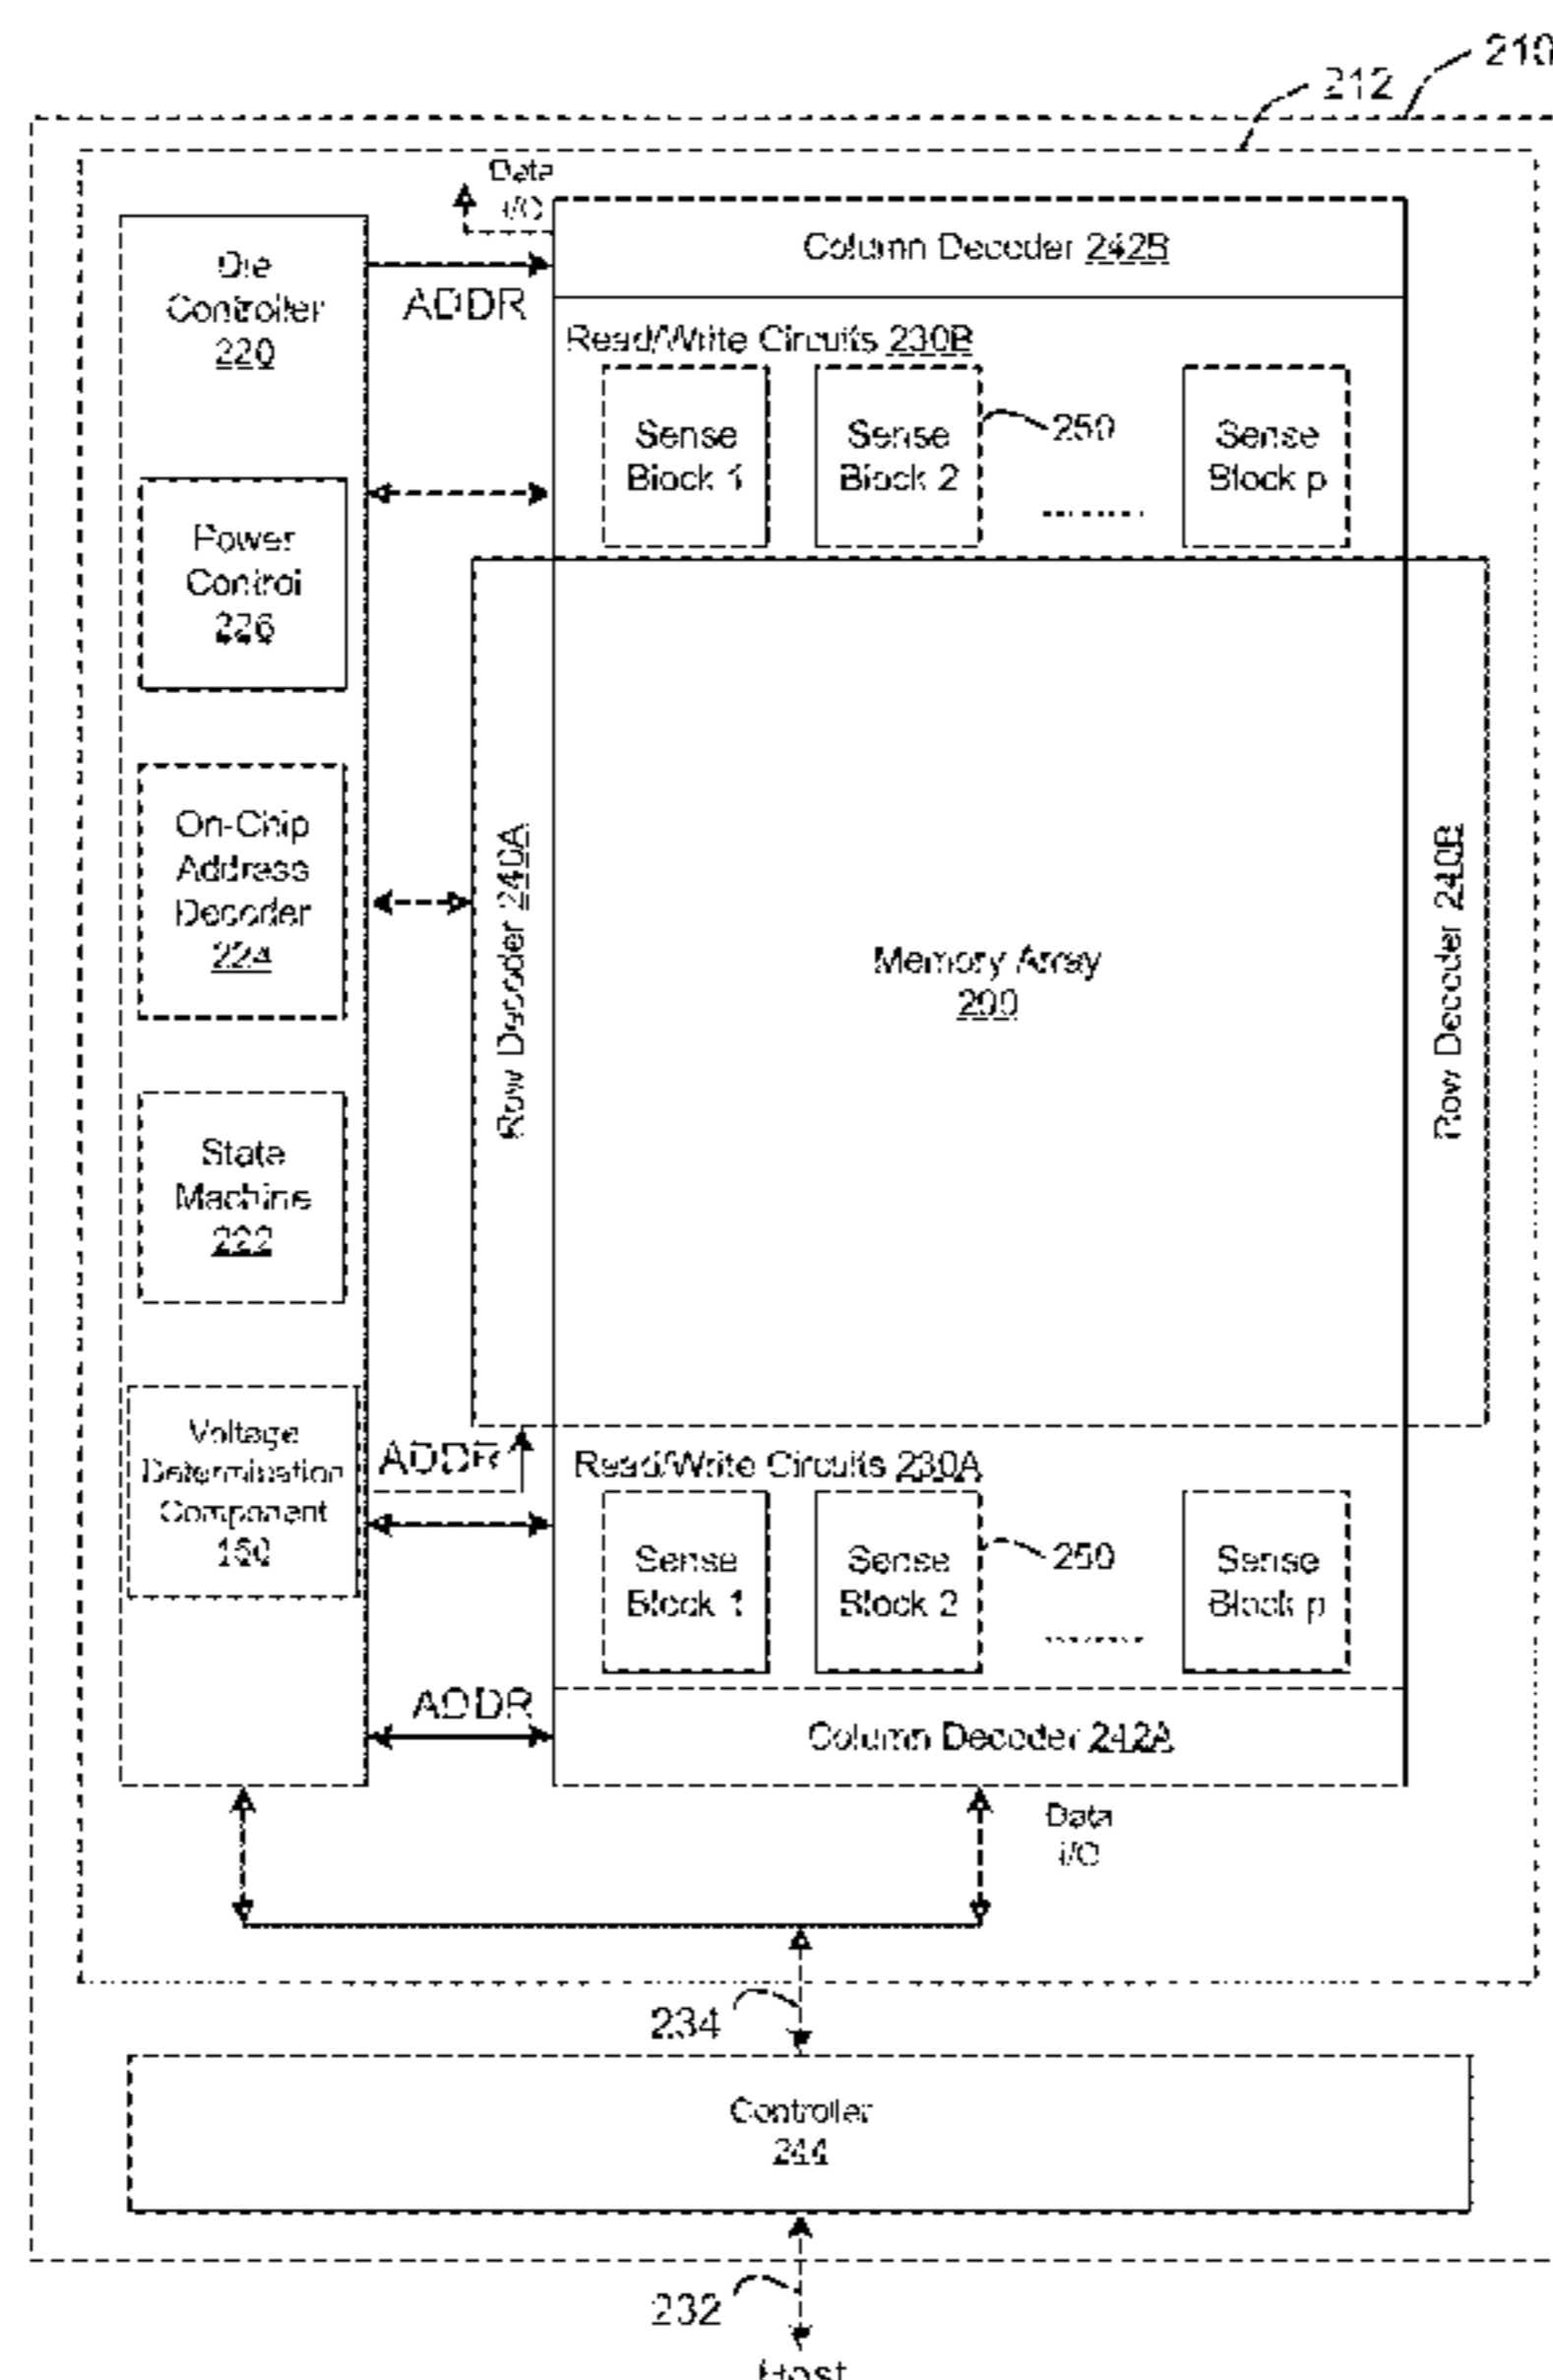 210
212
Data
I/O
Die
Controller
220
ADDR
Column Decoder 242B
Read/Write Circuits 230B
Sense
Block 1
Sense
Block 2
250
Sense
Block p
Power
Control
226
On-Chip
Address
Decoder
224
Row Decoder 240A
Memory Array
200
Row Decoder 240B
State
Machine
222
Voltage
Determination
Component
150
ADDR
Read/Write Circuits 230A
Sense
Block 1
Sense
Block 2
250
Sense
Block p
ADDR
Column Decoder 242A
Data
I/O
234
Controller
244
232
Host